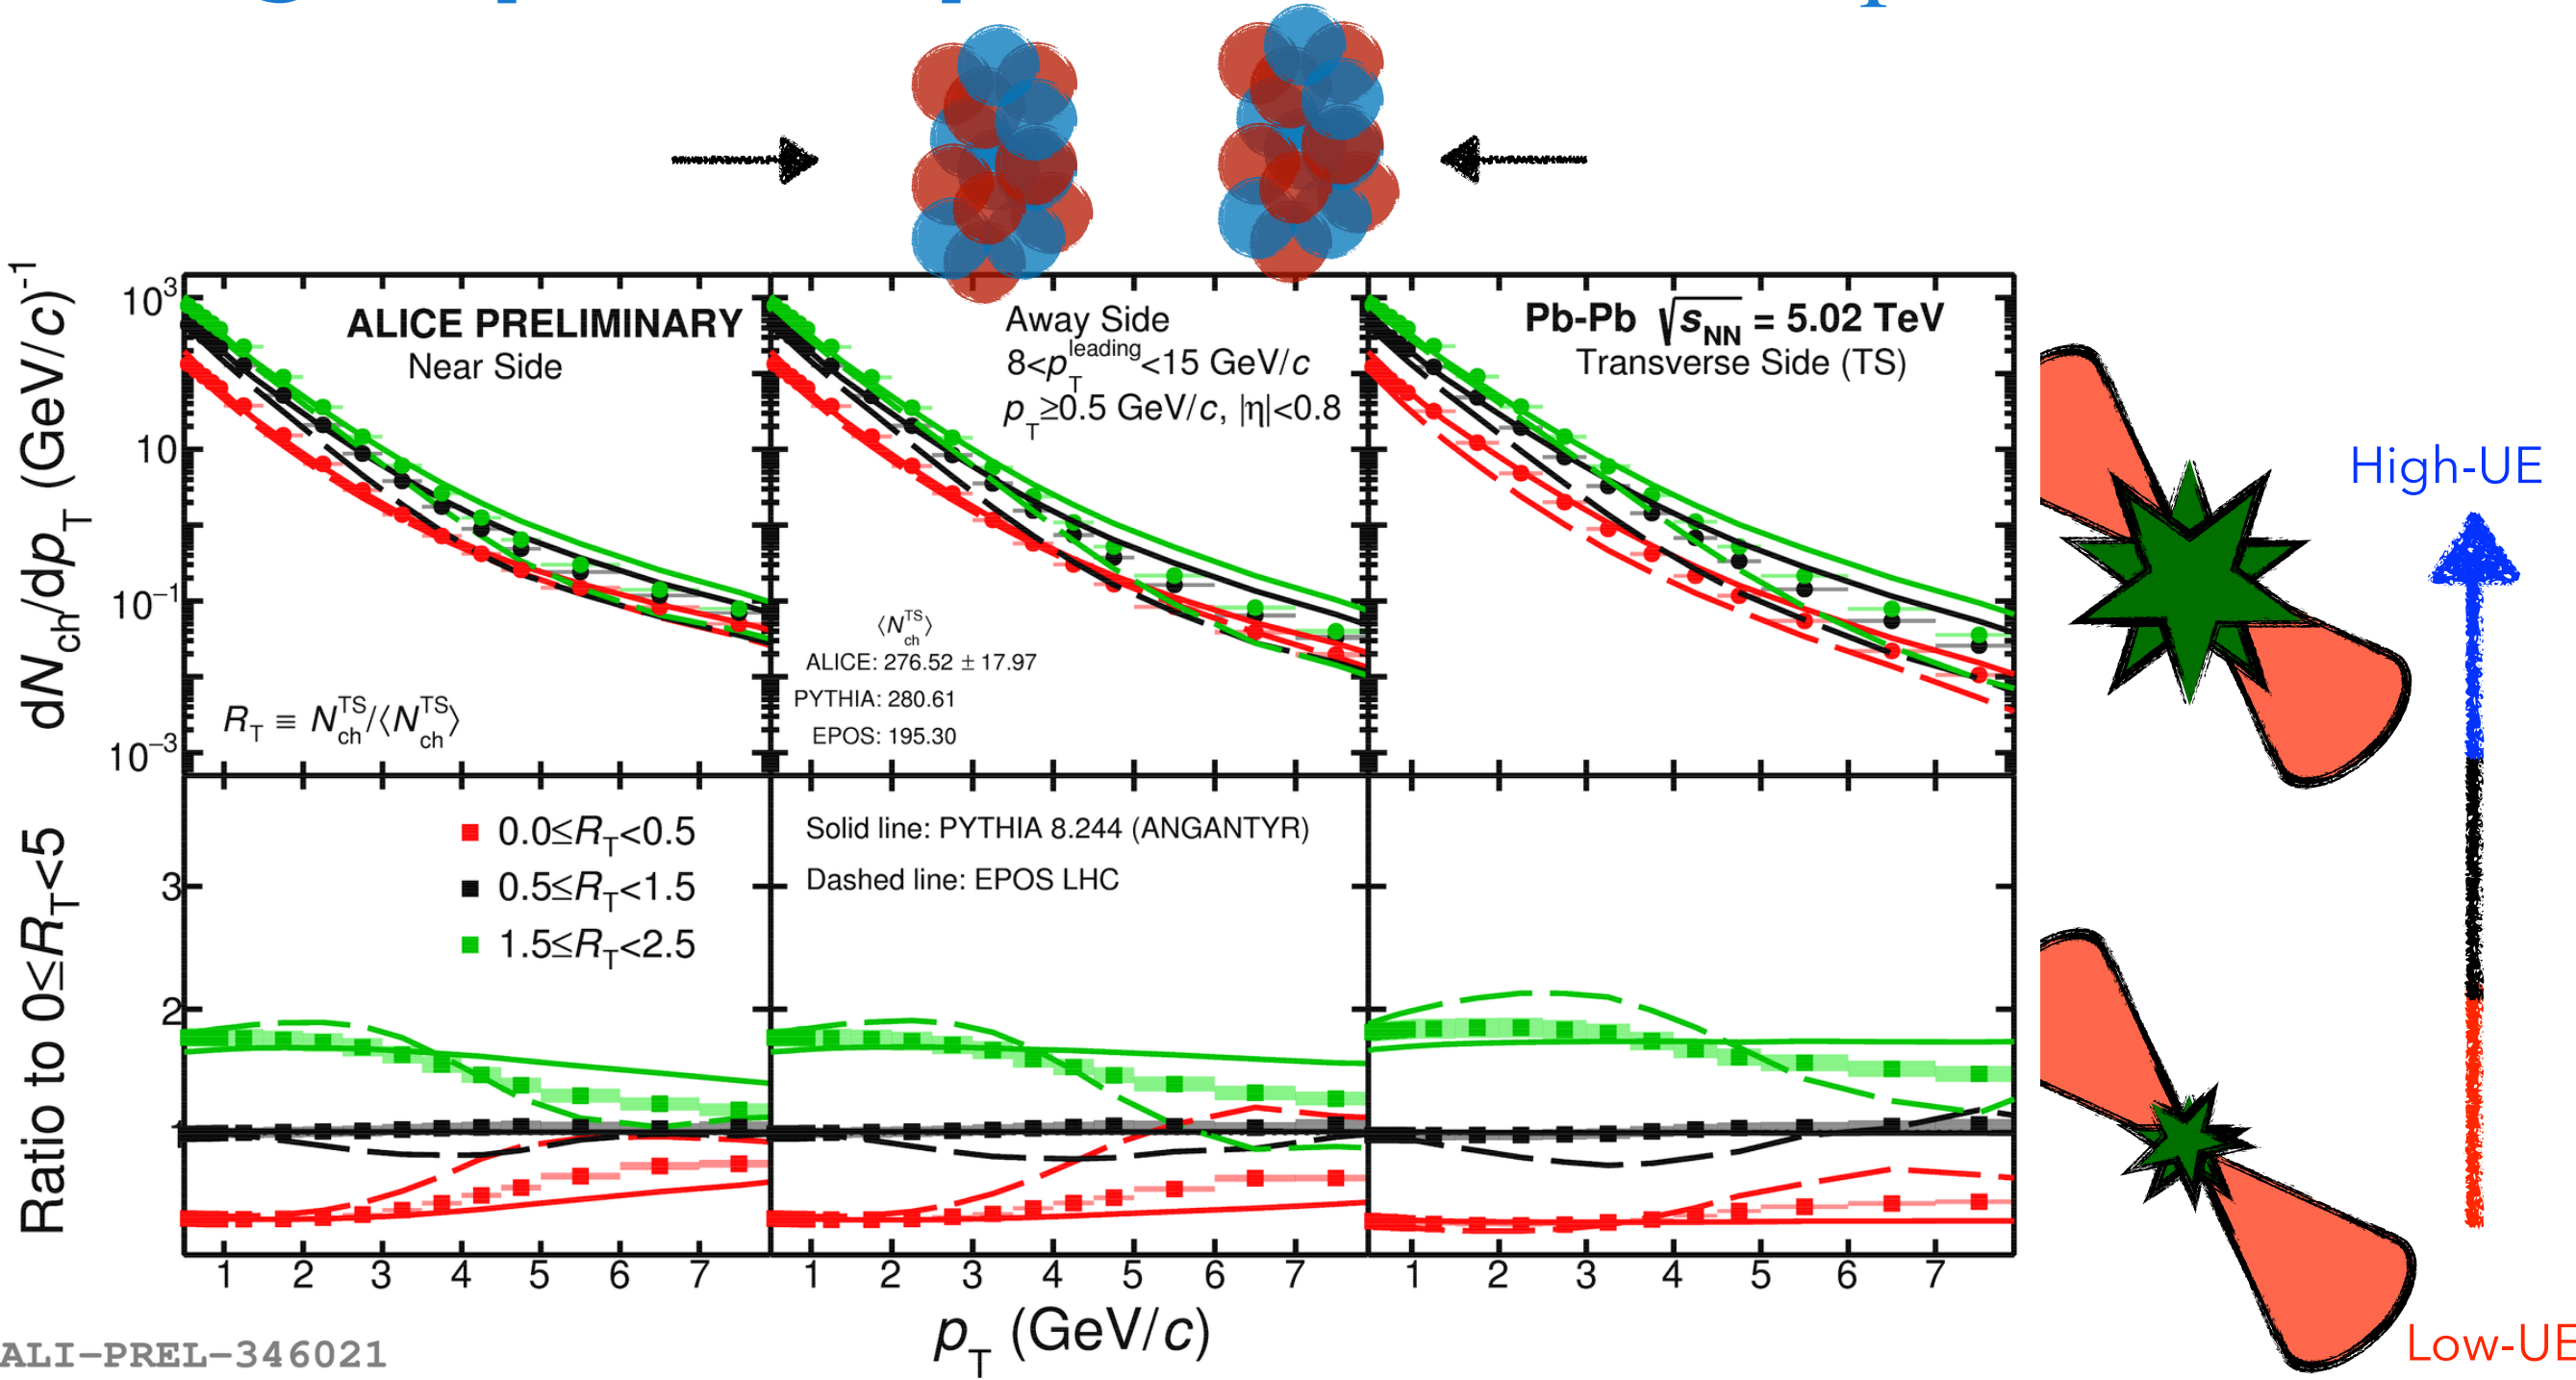 ALICE PRELIMINARY
Near Side
Away Side
8<p_T^leading<15 GeV/c
p_T≥0.5 GeV/c, |η|<0.8
Pb-Pb √s_NN = 5.02 TeV
Transverse Side (TS)
dN_ch/dp_T (GeV/c)^-1
10^3
10
10^−1
10^−3
R_T ≡ N_ch^TS/⟨N_ch^TS⟩
⟨N_ch^TS⟩
ALICE: 276.52 ± 17.97
PYTHIA: 280.61
EPOS: 195.30
High-UE
Ratio to 0≤R_T<5
3
2
1
0.0≤R_T<0.5
0.5≤R_T<1.5
1.5≤R_T<2.5
Solid line: PYTHIA 8.244 (ANGANTYR)
Dashed line: EPOS LHC
1 2 3 4 5 6 7
1 2 3 4 5 6 7
1 2 3 4 5 6 7
p_T (GeV/c)
ALI−PREL−346021
Low-UE